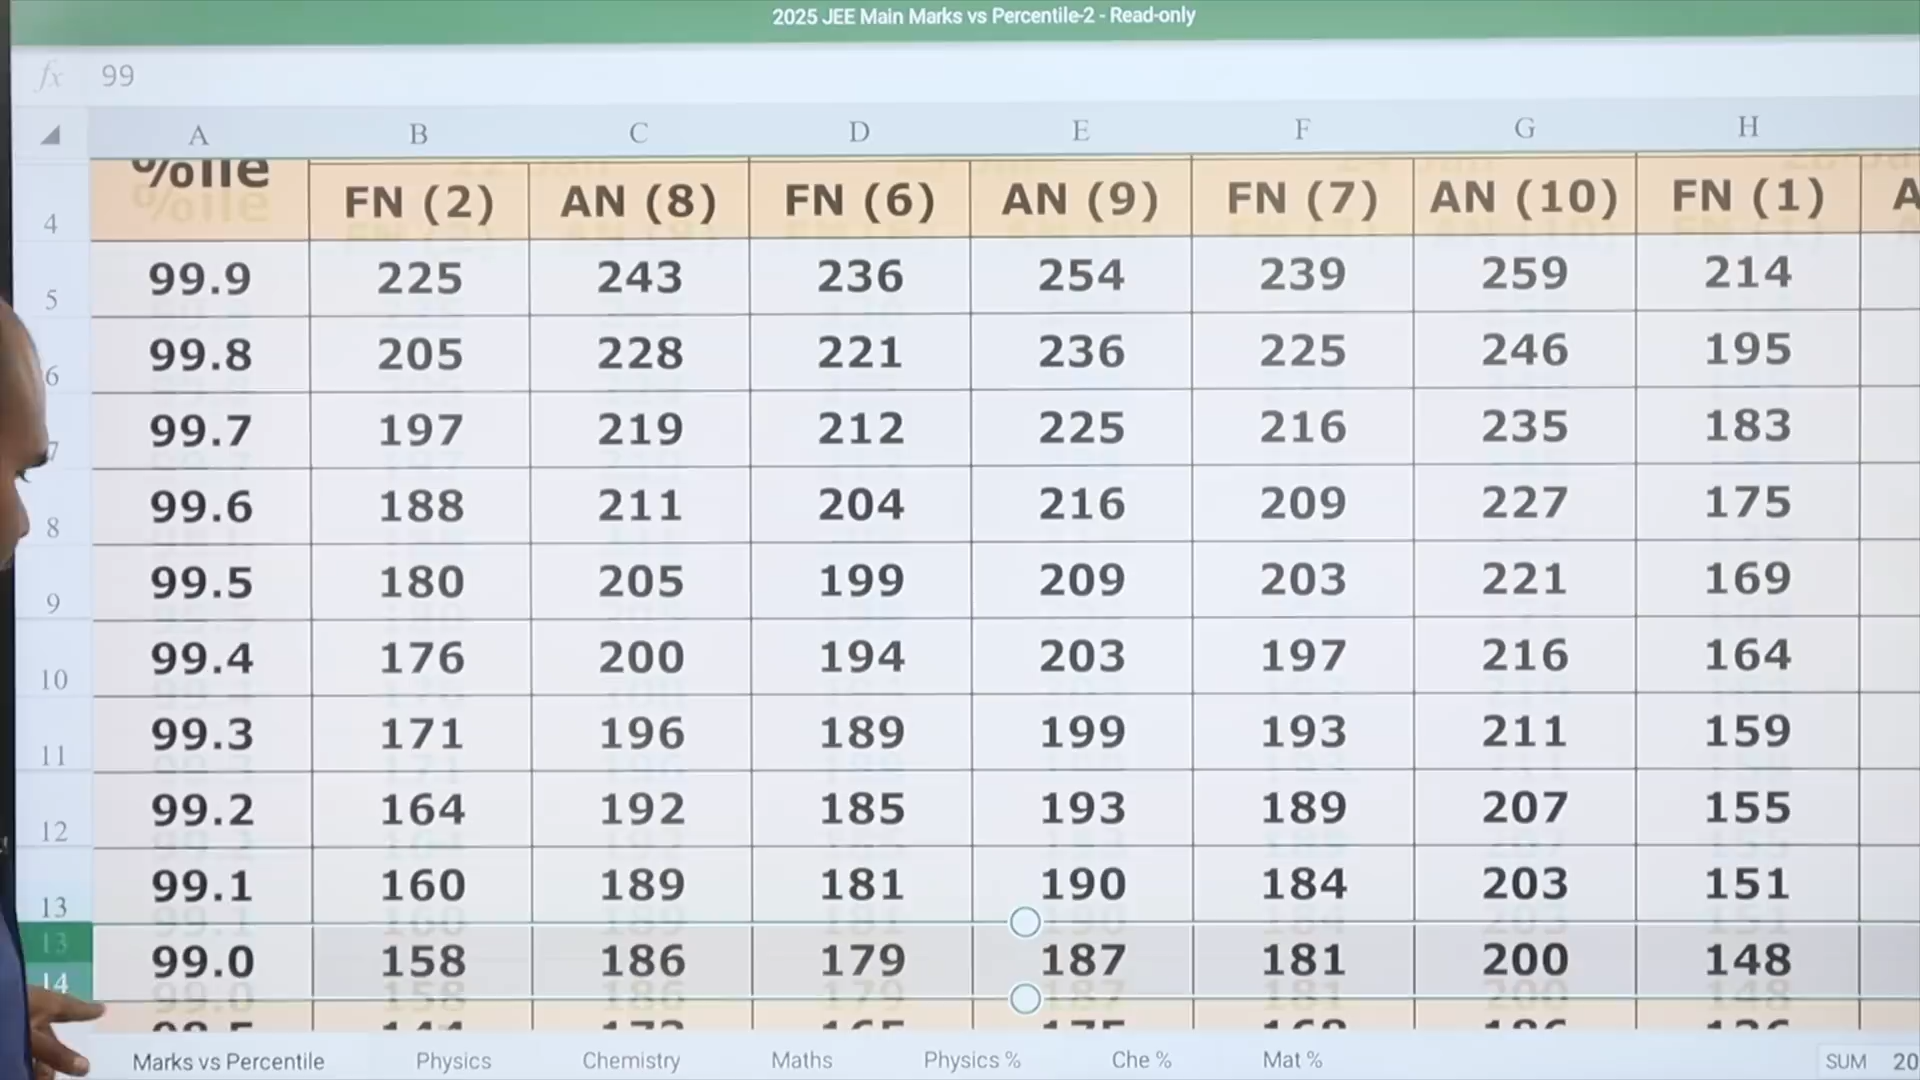 2025 JEE Main Marks vs Percentile-2 - Read-only
fx 99
A B C D E F G H
%ile
4 FN (2) AN (8) FN (6) AN (9) FN (7) AN (10) FN (1) A
5 99.9 225 243 236 254 239 259 214
6 99.8 205 228 221 236 225 246 195
7 99.7 197 219 212 225 216 235 183
8 99.6 188 211 204 216 209 227 175
9 99.5 180 205 199 209 203 221 169
10 99.4 176 200 194 203 197 216 164
11 99.3 171 196 189 199 193 211 159
12 99.2 164 192 185 193 189 207 155
13 99.1 160 189 181 190 184 203 151
13
14 99.0 158 186 179 187 181 200 148
Marks vs Percentile Physics Chemistry Maths Physics % Che % Mat % SUM 20